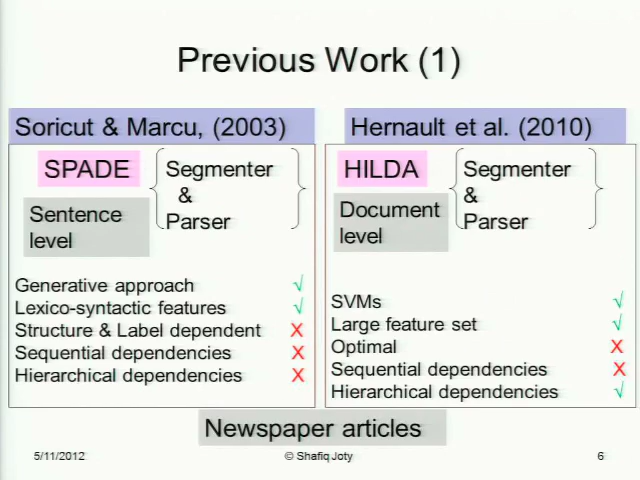 Previous Work (1)
Soricut & Marcu, (2003)
SPADE
Segmenter
&
Parser
Sentence
level
Generative approach √
Lexico-syntactic features √
Structure & Label dependent X
Sequential dependencies X
Hierarchical dependencies X
Hernault et al. (2010)
HILDA
Segmenter
&
Parser
Document
level
SVMs √
Large feature set √
Optimal X
Sequential dependencies X
Hierarchical dependencies √
Newspaper articles
5/11/2012 © Shafiq Joty 6